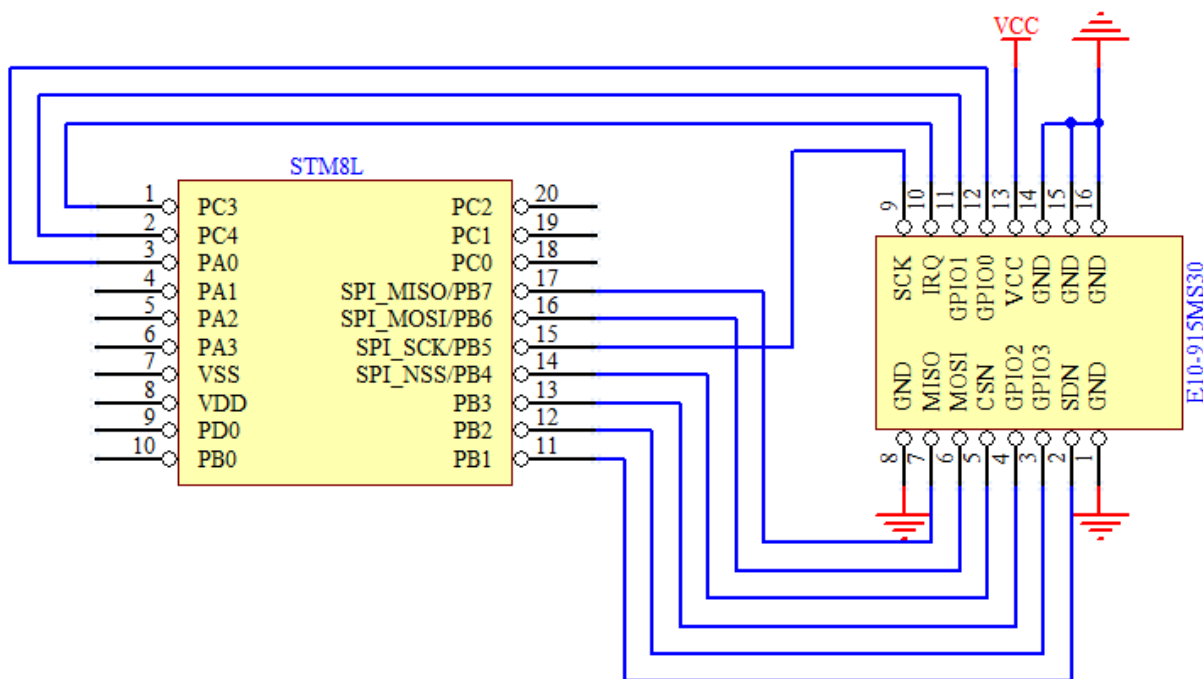 VCC
STM8L
1 PC3 PC2 20
2 PC4 PC1 19
3 PA0 PC0 18
4 PA1 SPI_MISO/PB7 17
5 PA2 SPI_MOSI/PB6 16
6 PA3 SPI_SCK/PB5 15
7 VSS SPI_NSS/PB4 14
8 VDD PB3 13
9 PD0 PB2 12
10 PB0 PB1 11
9 10 11 12 13 14 15 16
SCK IRQ GPIO1 GPIO0 VCC GND GND GND
GND MISO MOSI CSN GPIO2 GPIO3 SDN GND
8 7 6 5 4 3 2 1
E10-915MS30